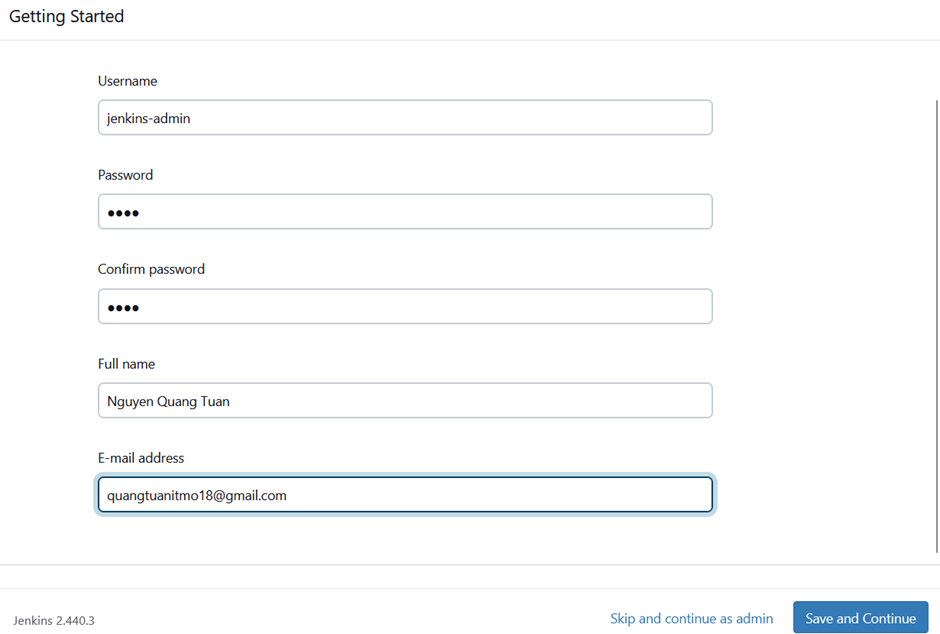 Getting Started
Username
jenkins-admin
Password
••••
Confirm password
••••
Full name
Nguyen Quang Tuan
E-mail address
quangtuanitmo18@gmail.com
Jenkins 2.440.3
Skip and continue as admin
Save and Continue